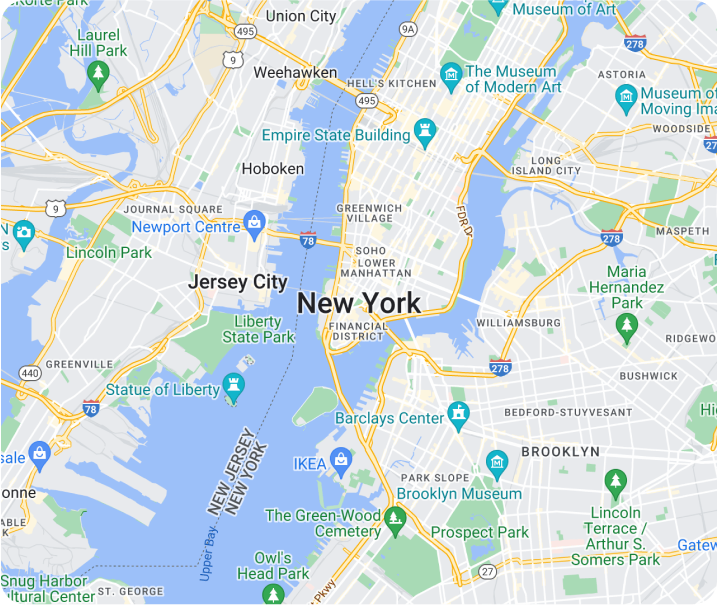 Korte Park
Union City
Museum of Art
Laurel
Hill Park
495
9A
278
9
Weehawken
HELL'S KITCHEN
The Museum
of Modern Art
ASTORIA
Museum of
Moving Ima
495
Empire State Building
WOODSIDE
27
Hoboken
LONG
ISLAND CITY
9
JOURNAL SQUARE
GREENWICH
VILLAGE
FDR Dr
N
s
Newport Centre
78
278
MASPETH
Lincoln Park
SOHO
LOWER
MANHATTAN
Jersey City
Maria
Hernandez
Park
New York
Liberty
State Park
FINANCIAL
DISTRICT
WILLIAMSBURG
RIDGEWO
GREENVILLE
278
440
BUSHWICK
Statue of Liberty
78
Barclays Center
BEDFORD-STUYVESANT
Hi
NEW JERSEY
NEW YORK
BROOKLYN
sale
IKEA
PARK SLOPE
Brooklyn Museum
onne
The Green-Wood
Cemetery
Prospect Park
Lincoln
Terrace /
Arthur S.
Somers Park
ABLE
K
Upper Bay
Gatew
Owl's
Head Park
27
Snug Harbor
ltural Center
ST. GEORGE
Pkwy